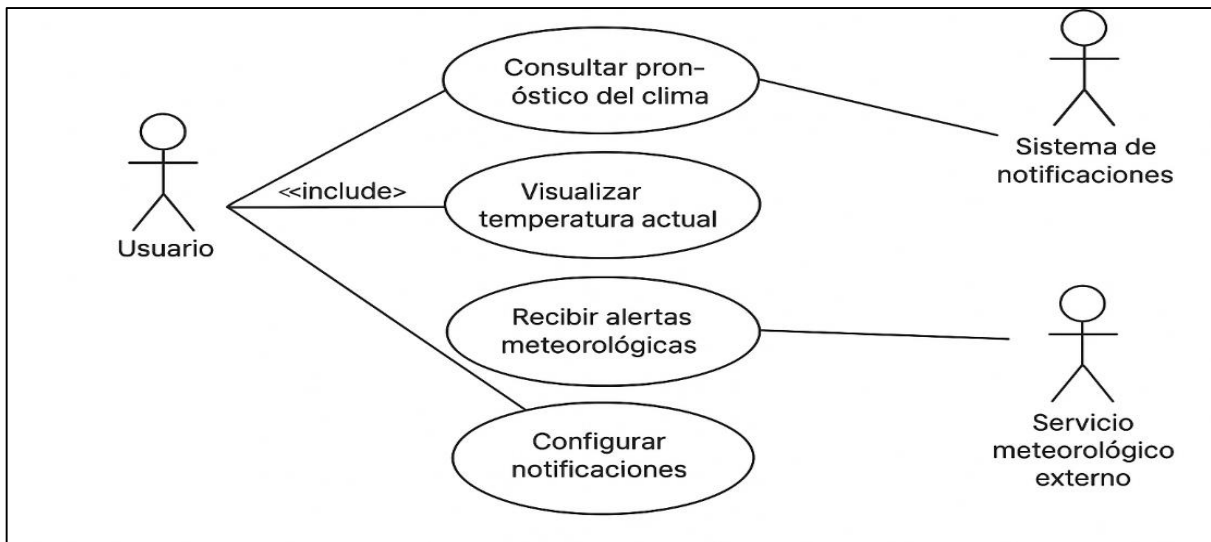 Consultar pron-
óstico del clima
Sistema de
notificaciones
<<include>
Visualizar
temperatura actual
Usuario
Recibir alertas
meteorológicas
Servicio
meteorológico
externo
Configurar
notificaciones